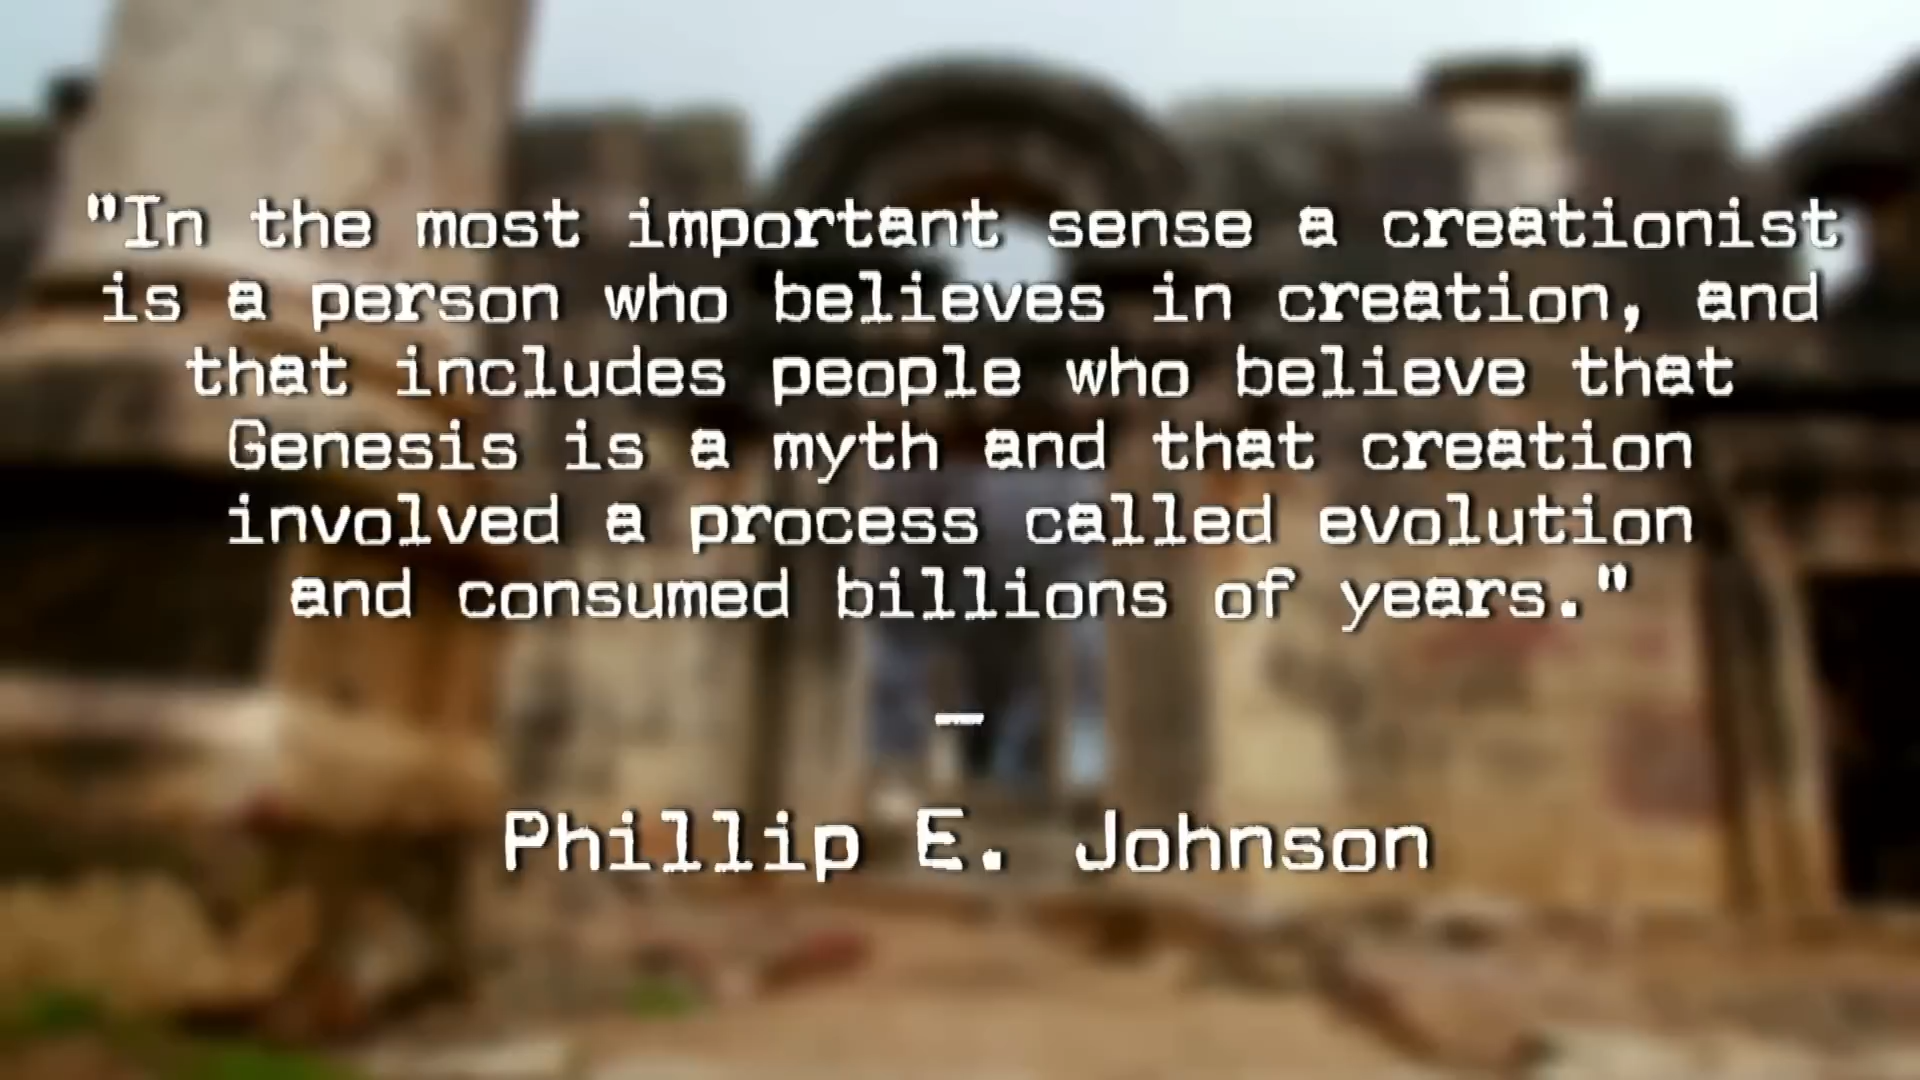 "In the most important sense a creationist
is a person who believes in creation, and
that includes people who believe that
Genesis is a myth and that creation
involved a process called evolution
and consumed billions of years."
—
Phillip E. Johnson